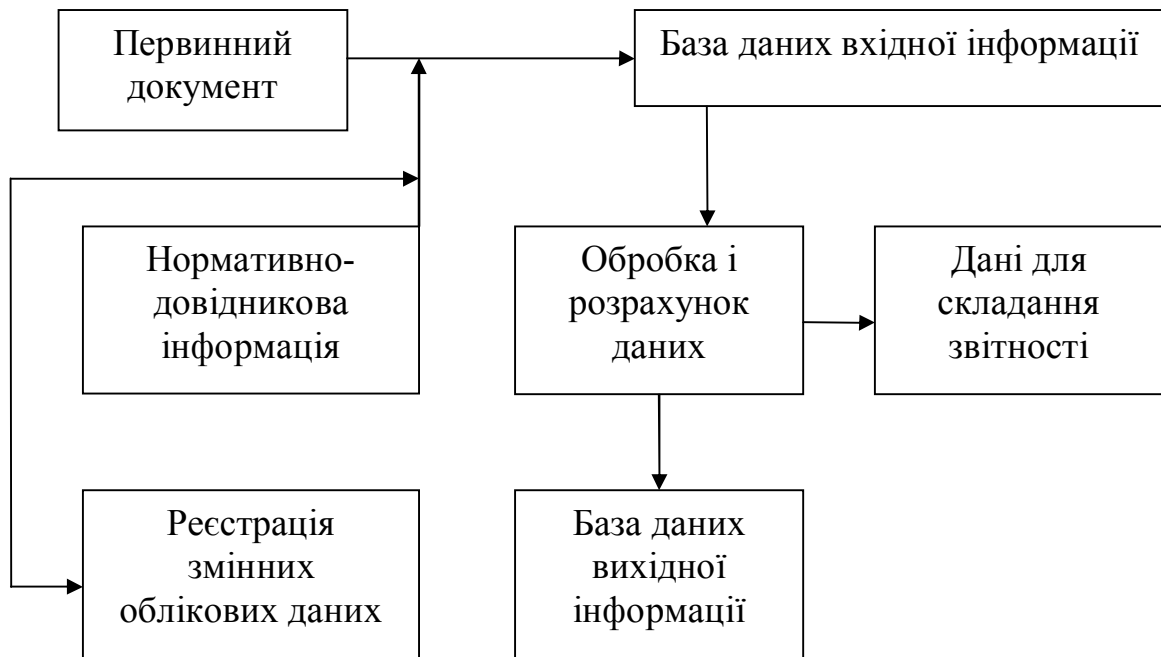 Первинний
документ
База даних вхідної інформації
Нормативно-
довідникова
інформація
Обробка і
розрахунок
даних
Дані для
складання
звітності
Реєстрація
змінних
облікових даних
База даних
вихідної
інформації